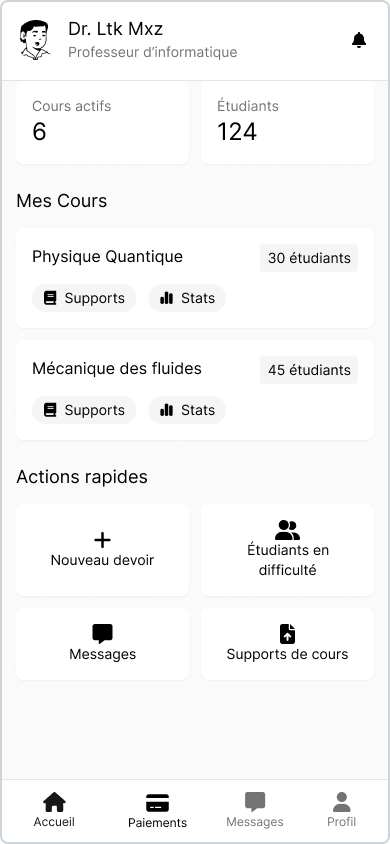 Dr. Ltk Mxz
Professeur d’informatique
Cours actifs
6
Étudiants
124
Mes Cours
Physique Quantique
30 étudiants
Supports
Stats
Mécanique des fluides
45 étudiants
Supports
Stats
Actions rapides
Nouveau devoir
Étudiants en
difficulté
Messages
Supports de cours
Accueil
Paiements
Messages
Profil